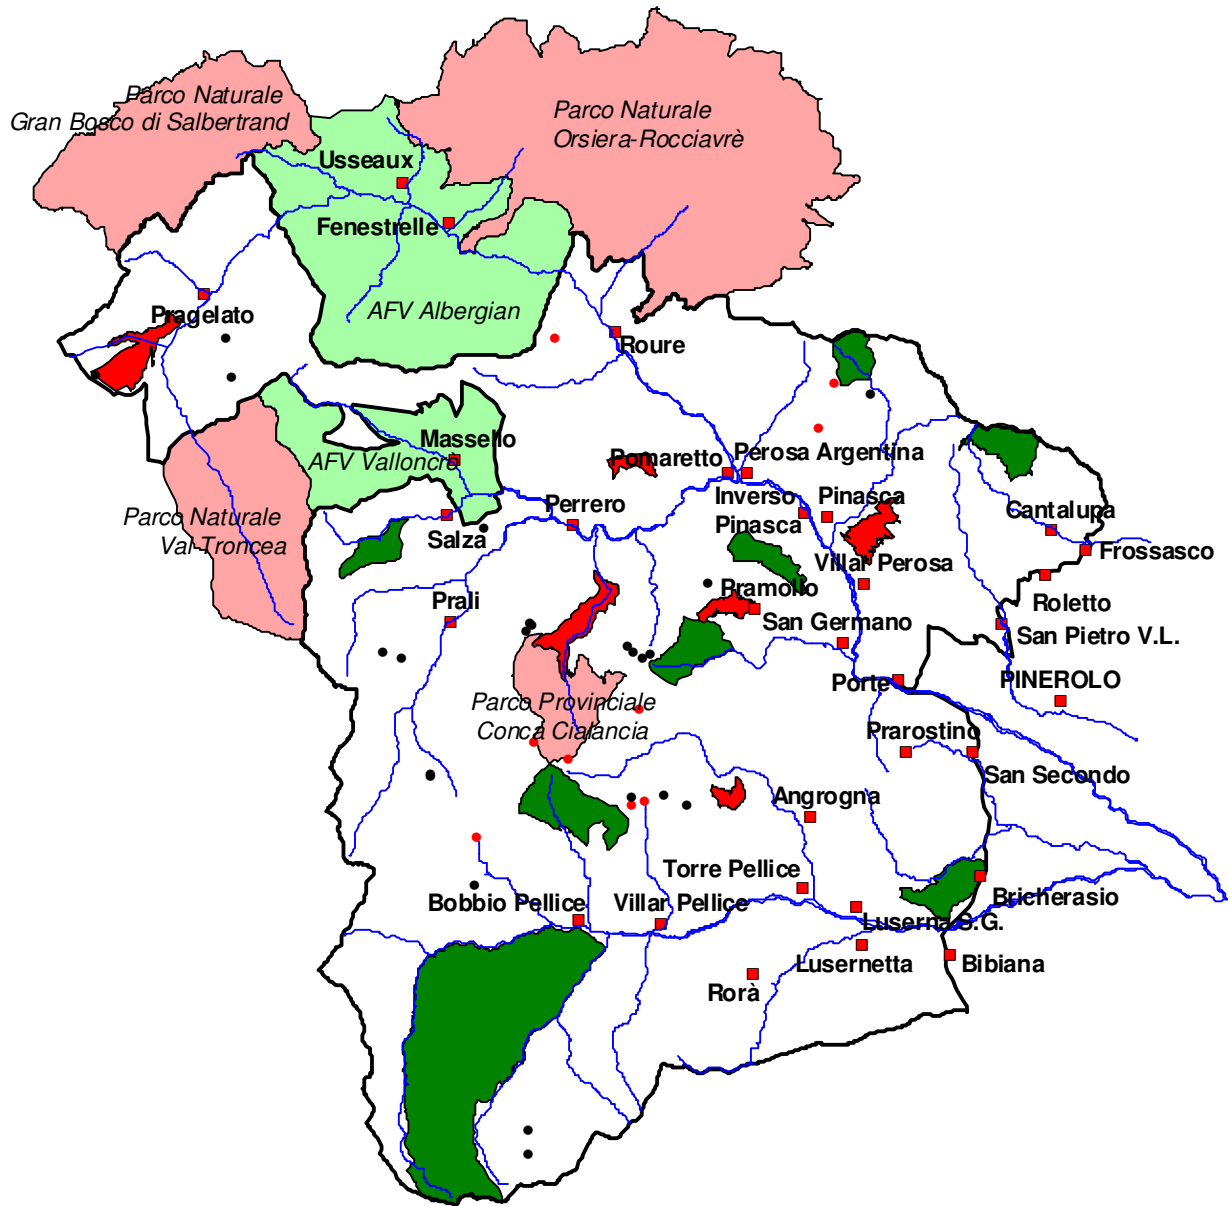 Parco Naturale
Gran Bosco di Salbertrand
Parco Naturale
Orsiera-Rocciavrè
Usseaux
Fenestrelle
AFV Albergian
Pragelato
Roure
Massello
AFV Valloncrò
Pomaretto
Perosa Argentina
Parco Naturale
Val-Troncea
Salza
Perrero
Inverso
Pinasca
Pinasca
Cantalupa
Frossasco
Villar Perosa
Prali
Pramollo
San Germano
Roletto
San Pietro V.L.
Porte
PINEROLO
Parco Provinciale
Conca Cialancia
Prarostino
San Secondo
Angrogna
Torre Pellice
Bobbio Pellice
Villar Pellice
Bricherasio
Luserna S.G.
Lusernetta
Bibiana
Rorà